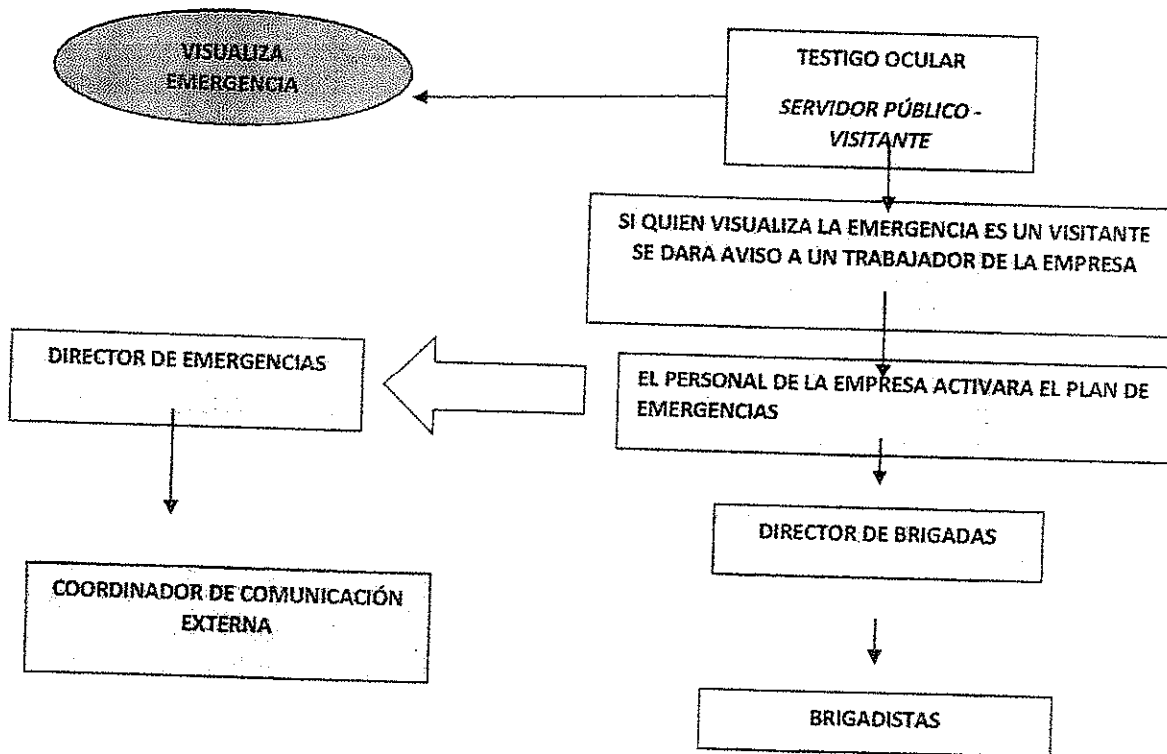 VISUALIZA
EMERGENCIA
TESTIGO OCULAR
SERVIDOR PÚBLICO -
VISITANTE
SI QUIEN VISUALIZA LA EMERGENCIA ES UN VISITANTE
SE DARA AVISO A UN TRABAJADOR DE LA EMPRESA
DIRECTOR DE EMERGENCIAS
EL PERSONAL DE LA EMPRESA ACTIVARA EL PLAN DE
EMERGENCIAS
DIRECTOR DE BRIGADAS
COORDINADOR DE COMUNICACIÓN
EXTERNA
BRIGADISTAS